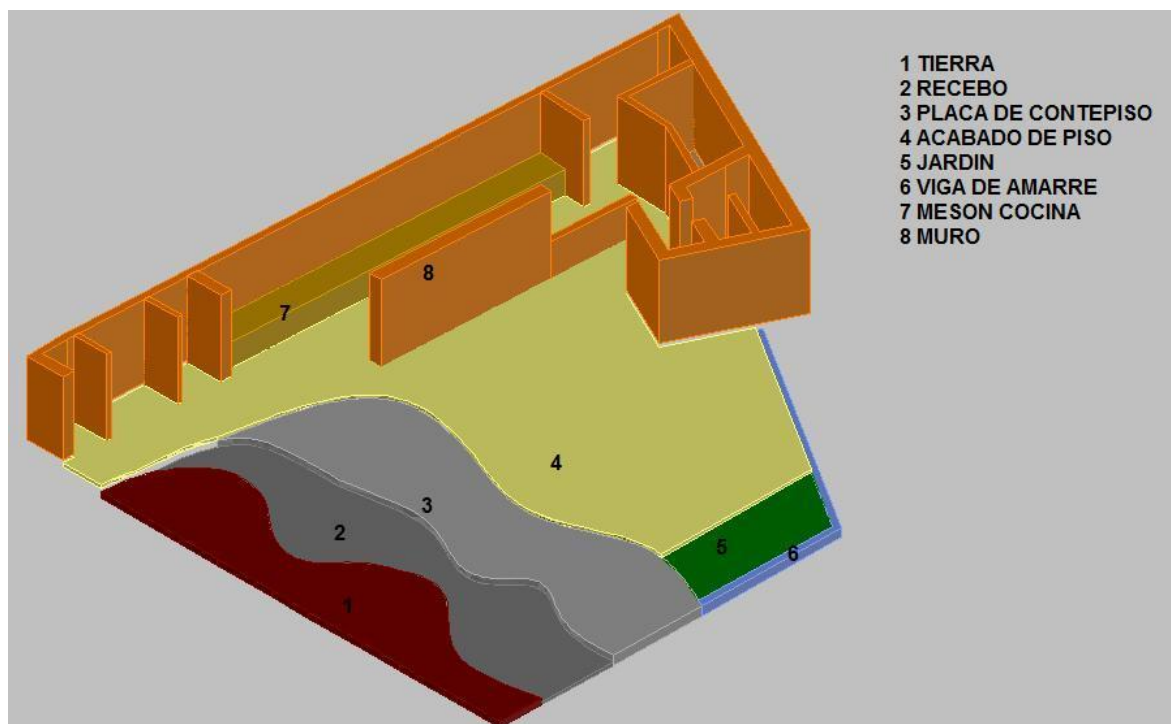 1 TIERRA
2 RECEBO
3 PLACA DE CONTEPISO
4 ACABADO DE PISO
5 JARDIN
6 VIGA DE AMARRE
7 MESON COCINA
8 MURO
8
7
4
3
2
5
6
1